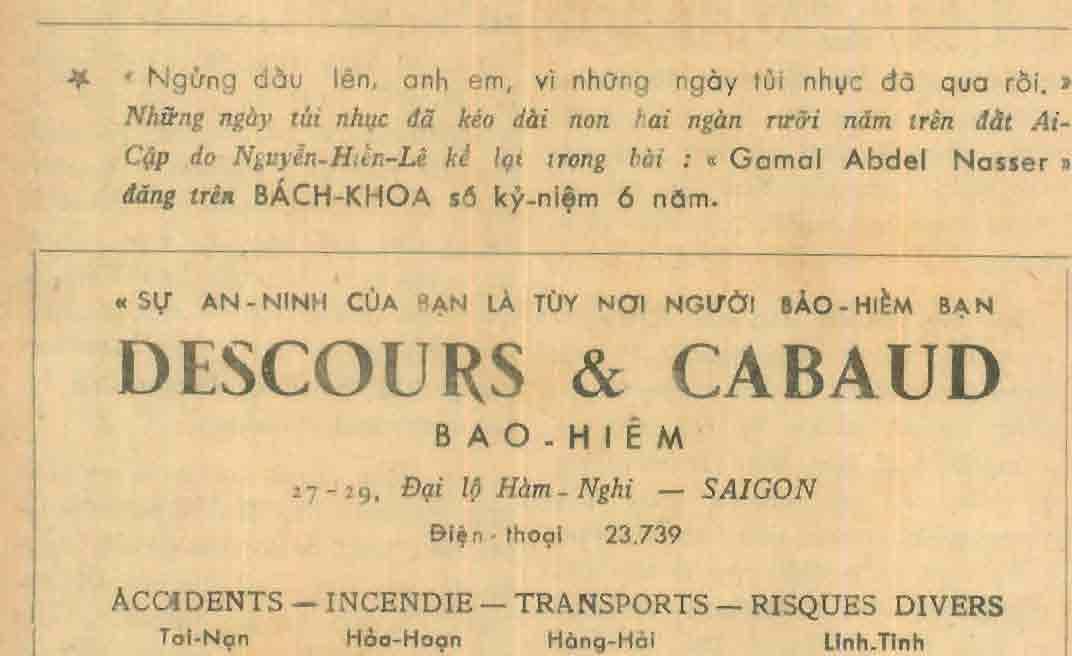 ★ « Ngửng đầu lên, anh em, vì những ngày tủi nhục đã qua rồi. »
Những ngày tủi nhục đã kéo dài non hai ngàn rưỡi năm trên đất Ai-
Cập do Nguyễn-Hiến-Lê kể lại trong bài : « Gamal Abdel Nasser »
đăng trên BÁCH-KHOA số kỷ-niệm 6 năm.
« SỰ AN-NINH CỦA BẠN LÀ TÙY NƠI NGƯỜI BẢO-HIỂM BẠN
DESCOURS & CABAUD
BAO-HIÊM
27-29, Đại lộ Hàm-Nghi — SAIGON
Điện-thoại 23.739
ACCIDENTS — INCENDIE — TRANSPORTS — RISQUES DIVERS
Tai-Nạn Hỏa-Hoạn Hàng-Hải Linh-Tinh